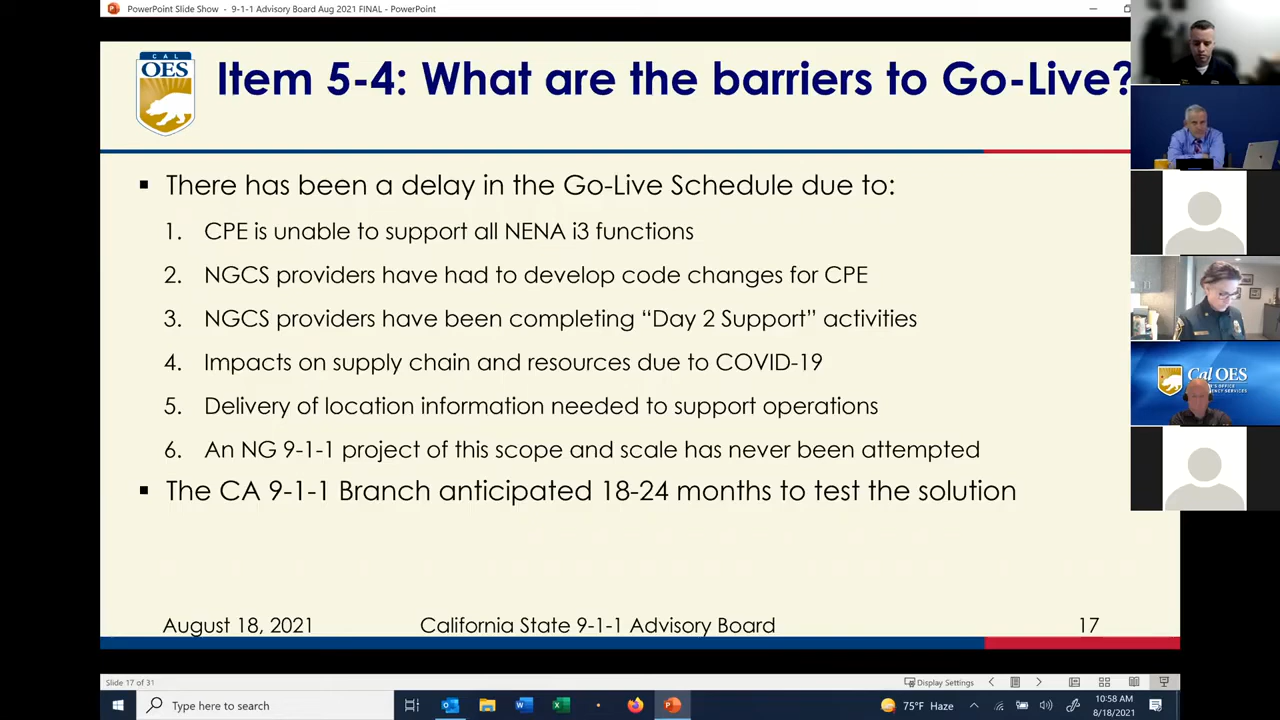 PowerPoint Slide Show - 9-1-1 Advisory Board Aug 2021 FINAL - PowerPoint
CAL
OES
Item 5-4: What are the barriers to Go-Live?
▪ There has been a delay in the Go-Live Schedule due to:
1. CPE is unable to support all NENA i3 functions
2. NGCS providers have had to develop code changes for CPE
3. NGCS providers have been completing “Day 2 Support” activities
4. Impacts on supply chain and resources due to COVID-19
5. Delivery of location information needed to support operations
6. An NG 9-1-1 project of this scope and scale has never been attempted
▪ The CA 9-1-1 Branch anticipated 18-24 months to test the solution
Cal OES
August 18, 2021 California State 9-1-1 Advisory Board 17
Slide 17 of 31 Display Settings
Type here to search 75°F Haze 10:58 AM
8/18/2021